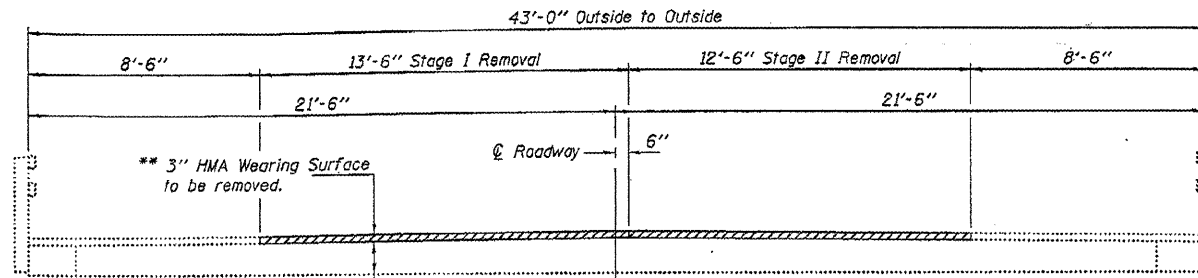 43'-0" Outside to Outside
8'-6"
13'-6" Stage I Removal
12'-6" Stage II Removal
8'-6"
21'-6"
21'-6"
℄ Roadway
6"
** 3" HMA Wearing Surface
to be removed.